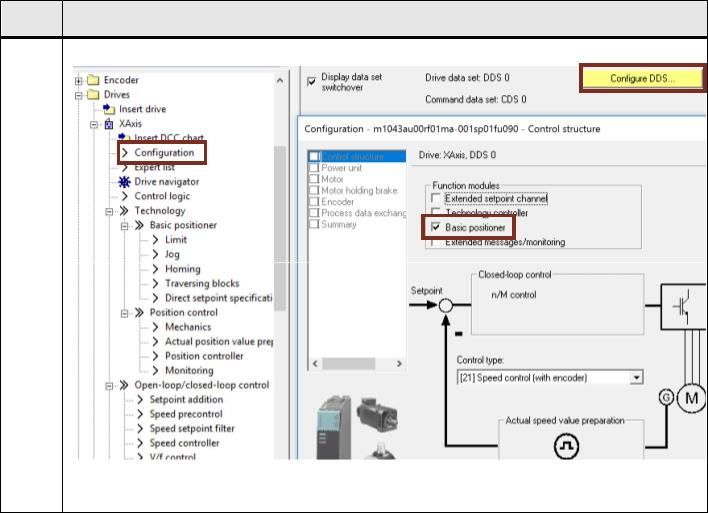 Encoder
Drives
Insert drive
XAxis
Insert DCC chart
Configuration
Expert list
Drive navigator
Control logic
Technology
Basic positioner
Limit
Jog
Homing
Traversing blocks
Direct setpoint specificati
Position control
Mechanics
Actual position value prep
Position controller
Monitoring
Open-loop/closed-loop control
Setpoint addition
Speed precontrol
Speed setpoint filter
Speed controller
V/f control
Display data set
switchover
Drive data set: DDS 0
Command data set: CDS 0
Configure DDS...
Configuration - m1043au00rf01ma-001sp01fu090 - Control structure
Control structure
Power unit
Motor
Motor holding brake
Encoder
Process data exchang
Summary
Drive: XAxis, DDS 0
Function modules
Extended setpoint channel
Technology controller
Basic positioner
Extended messages/monitoring
Closed-loop control
Setpoint
n/M control
Control type:
[21] Speed control (with encoder)
G
M
Actual speed value preparation